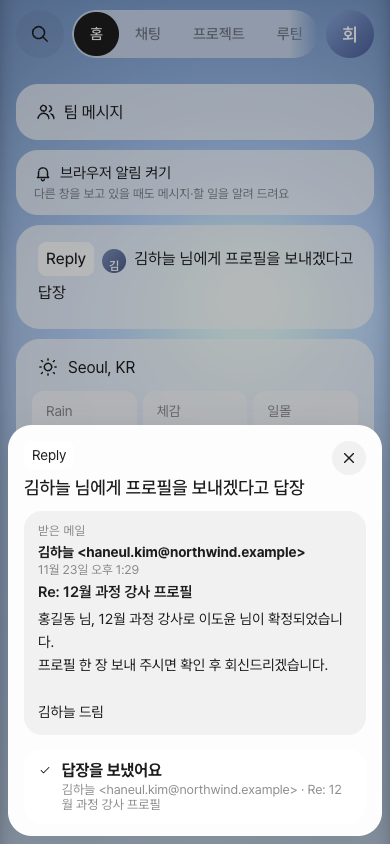 홈
채팅
프로젝트
루틴
회
팀 메시지
브라우저 알림 켜기
다른 창을 보고 있을 때도 메시지·할 일을 알려 드려요
Reply 김 김하늘 님에게 프로필을 보내겠다고
답장
Seoul, KR
Rain
체감
일몰
Reply
김하늘 님에게 프로필을 보내겠다고 답장
받은 메일
김하늘 <haneul.kim@northwind.example>
11월 23일 오후 1:29
Re: 12월 과정 강사 프로필
홍길동 님, 12월 과정 강사로 이도윤 님이 확정되었습니
다.
프로필 한 장 보내 주시면 확인 후 회신드리겠습니다.
김하늘 드림
답장을 보냈어요
김하늘 <haneul.kim@northwind.example> · Re: 12
월 과정 강사 프로필